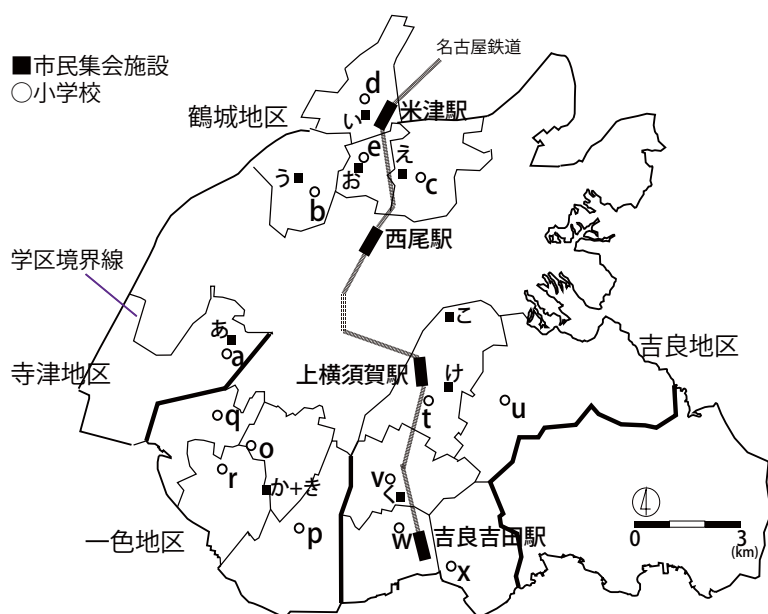 ■市民集会施設
○小学校
名古屋鉄道
d
い
米津駅
鶴城地区
e
え
う
お
c
b
西尾駅
学区境界線
こ
あ
a
吉良地区
寺津地区
上横須賀駅
け
t
u
q
o
r
v
か+き
く
p
w
吉良吉田駅
一色地区
x
0
3
(km)